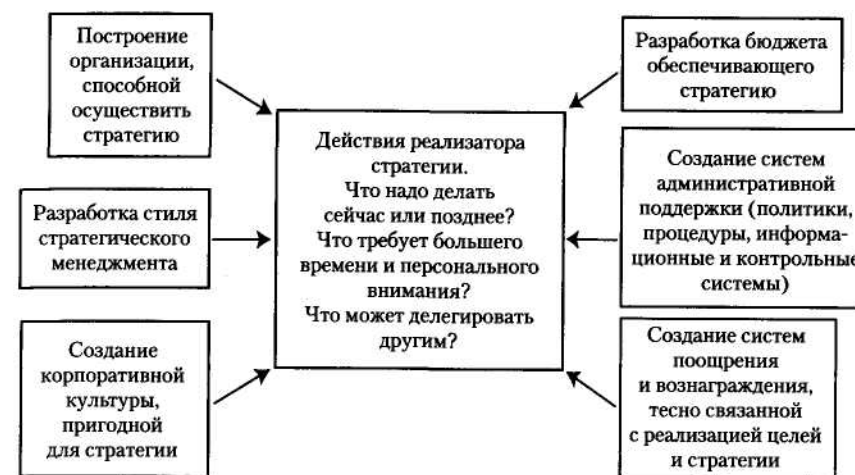 Построение
организации,
способной
осуществить
стратегию
Разработка стиля
стратегического
менеджмента
Создание
корпоративной
культуры,
пригодной
для стратегии
Действия реализатора
стратегии.
Что надо делать
сейчас или позднее?
Что требует большего
времени и персонального
внимания?
Что может делегировать
другим?
Разработка бюджета
обеспечивающего
стратегию
Создание систем
административной
поддержки (политики,
процедуры, информа-
ционные и контрольные
системы)
Создание систем
поощрения
и вознаграждения,
тесно связанной
с реализацией целей
и стратегии